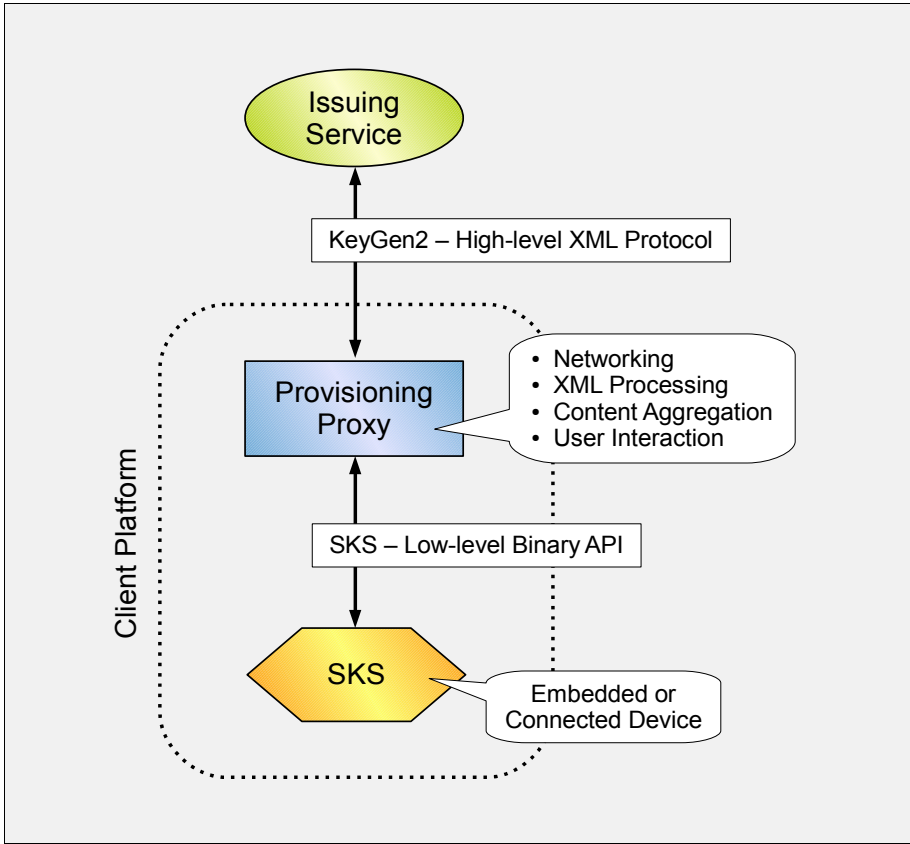 Issuing
Service
KeyGen2 – High-level XML Protocol
• Networking
• XML Processing
• Content Aggregation
• User Interaction
Provisioning
Proxy
Client Platform
SKS – Low-level Binary API
SKS
Embedded or
Connected Device